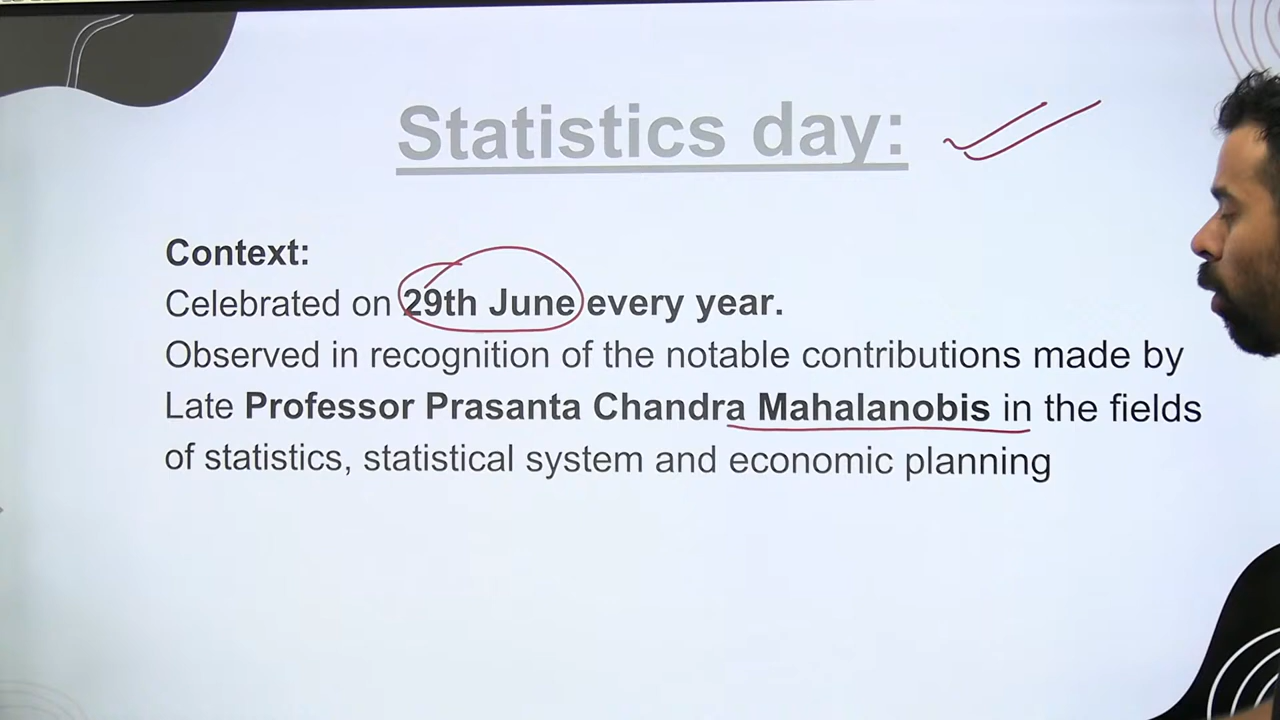 Statistics day:
Context:
Celebrated on 29th June every year.
Observed in recognition of the notable contributions made by
Late Professor Prasanta Chandra Mahalanobis in the fields
of statistics, statistical system and economic planning